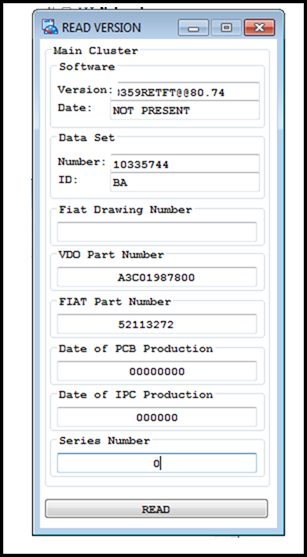 READ VERSION
Main Cluster
Software
Version: J359RETFT@@80.74
Date: NOT PRESENT
Data Set
Number: 10335744
ID: BA
Fiat Drawing Number
VDO Part Number
A3C01987800
FIAT Part Number
52113272
Date of PCB Production
00000000
Date of IPC Production
000000
Series Number
0
READ